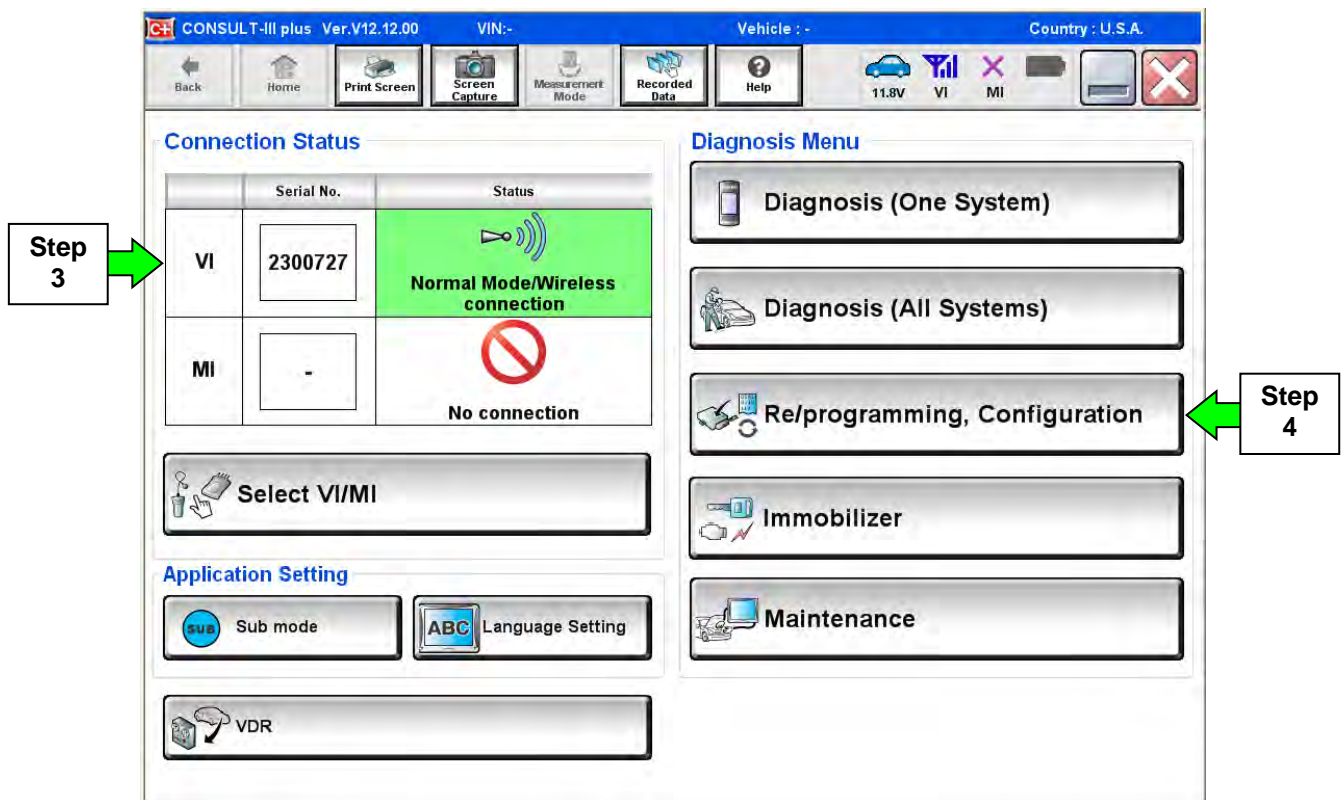 C+ CONSULT-III plus Ver.V12.12.00 VIN:- Vehicle : - Country : U.S.A.
Back
Home
Print Screen
Screen
Capture
Measurement
Mode
Recorded
Data
Help
11.8V
VI
MI
Connection Status
Serial No.
Status
Step
3
VI
2300727
Normal Mode/Wireless
connection
MI
-
No connection
Select VI/MI
Application Setting
SUB
Sub mode
ABC
Language Setting
VDR
Diagnosis Menu
Diagnosis (One System)
Diagnosis (All Systems)
Re/programming, Configuration
Step
4
Immobilizer
Maintenance